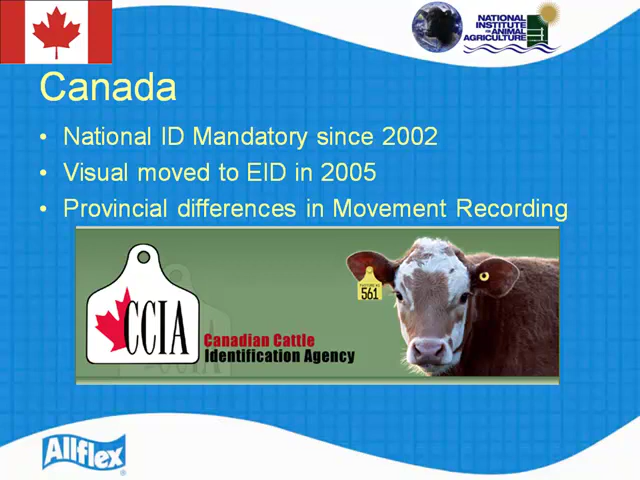 NATIONAL
INSTITUTE
FOR ANIMAL
AGRICULTURE
Canada
• National ID Mandatory since 2002
• Visual moved to EID in 2005
• Provincial differences in Movement Recording
CCIA
Canadian Cattle
Identification Agency
561
Allflex